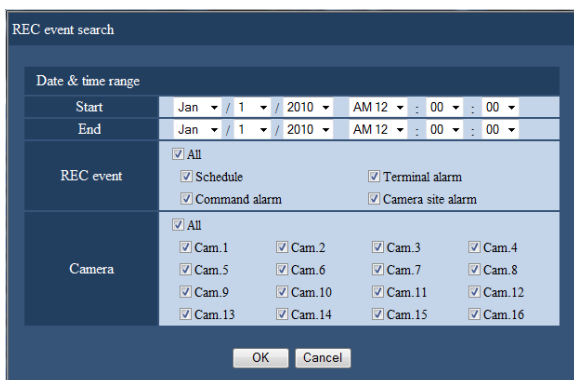 REC event search
Date & time range
Start Jan / 1 / 2010 AM 12 : 00 : 00
End Jan / 1 / 2010 AM 12 : 00 : 00
REC event
All
Schedule Terminal alarm
Command alarm Camera site alarm
Camera
All
Cam.1 Cam.2 Cam.3 Cam.4
Cam.5 Cam.6 Cam.7 Cam.8
Cam.9 Cam.10 Cam.11 Cam.12
Cam.13 Cam.14 Cam.15 Cam.16
OK Cancel